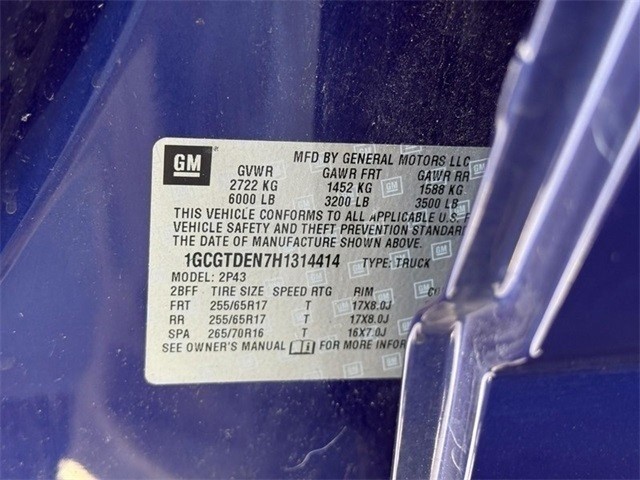 GM
MFD BY GENERAL MOTORS LLC
GVWR GAWR FRT GAWR RR
2722 KG 1452 KG 1588 KG
6000 LB 3200 LB 3500 LB
THIS VEHICLE CONFORMS TO ALL APPLICABLE U.S. F
VEHICLE SAFETY AND THEFT PREVENTION STANDAR
THE DATE OF MANUFACTURE SHOWN ABOVE.
1GCGTDEN7H1314414 TYPE: TRUCK
MODEL: 2P43
2BFF TIRE SIZE SPEED RTG RIM CO
FRT 255/65R17 T 17X8.0J
RR 255/65R17 T 17X8.0J
SPA 265/70R16 T 16X7.0J
SEE OWNER'S MANUAL FOR MORE INFOR